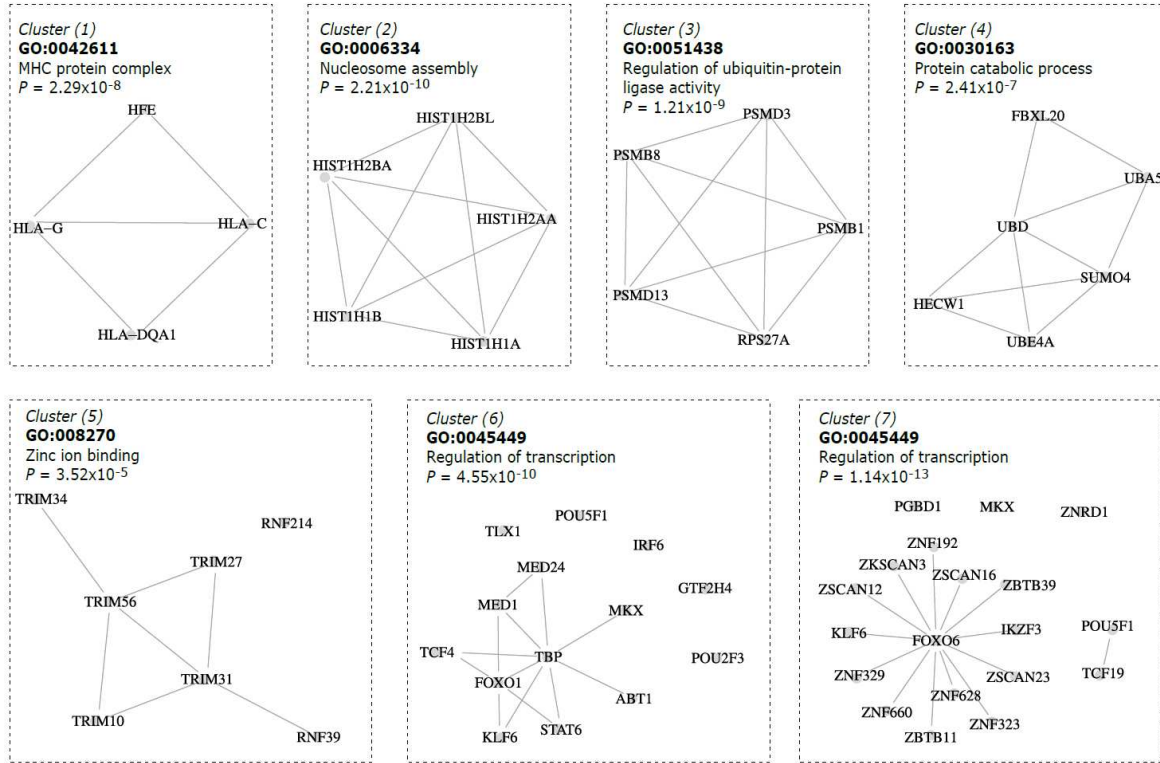 Cluster (1)
GO:0042611
MHC protein complex
P = 2.29x10-8
HFE
HLA–G
HLA–C
HLA–DQA1
Cluster (2)
GO:0006334
Nucleosome assembly
P = 2.21x10-10
HIST1H2BL
HIST1H2BA
HIST1H2AA
HIST1H1B
HIST1H1A
Cluster (3)
GO:0051438
Regulation of ubiquitin-protein
ligase activity
P = 1.21x10-9
PSMD3
PSMB8
PSMB1
PSMD13
RPS27A
Cluster (4)
GO:0030163
Protein catabolic process
P = 2.41x10-7
FBXL20
UBA5
UBD
SUMO4
HECW1
UBE4A
Cluster (5)
GO:008270
Zinc ion binding
P = 3.52x10-5
TRIM34
RNF214
TRIM27
TRIM56
TRIM31
TRIM10
RNF39
Cluster (6)
GO:0045449
Regulation of transcription
P = 4.55x10-10
POU5F1
TLX1
IRF6
MED24
GTF2H4
MED1
MKX
TCF4
TBP
POU2F3
FOXO1
ABT1
STAT6
KLF6
Cluster (7)
GO:0045449
Regulation of transcription
P = 1.14x10-13
PGBD1
MKX
ZNRD1
ZNF192
ZKSCAN3
ZSCAN16
ZSCAN12
ZBTB39
KLF6
IKZF3
POU5F1
FOXO6
ZNF329
ZSCAN23
TCF19
ZNF628
ZNF660
ZNF323
ZBTB11